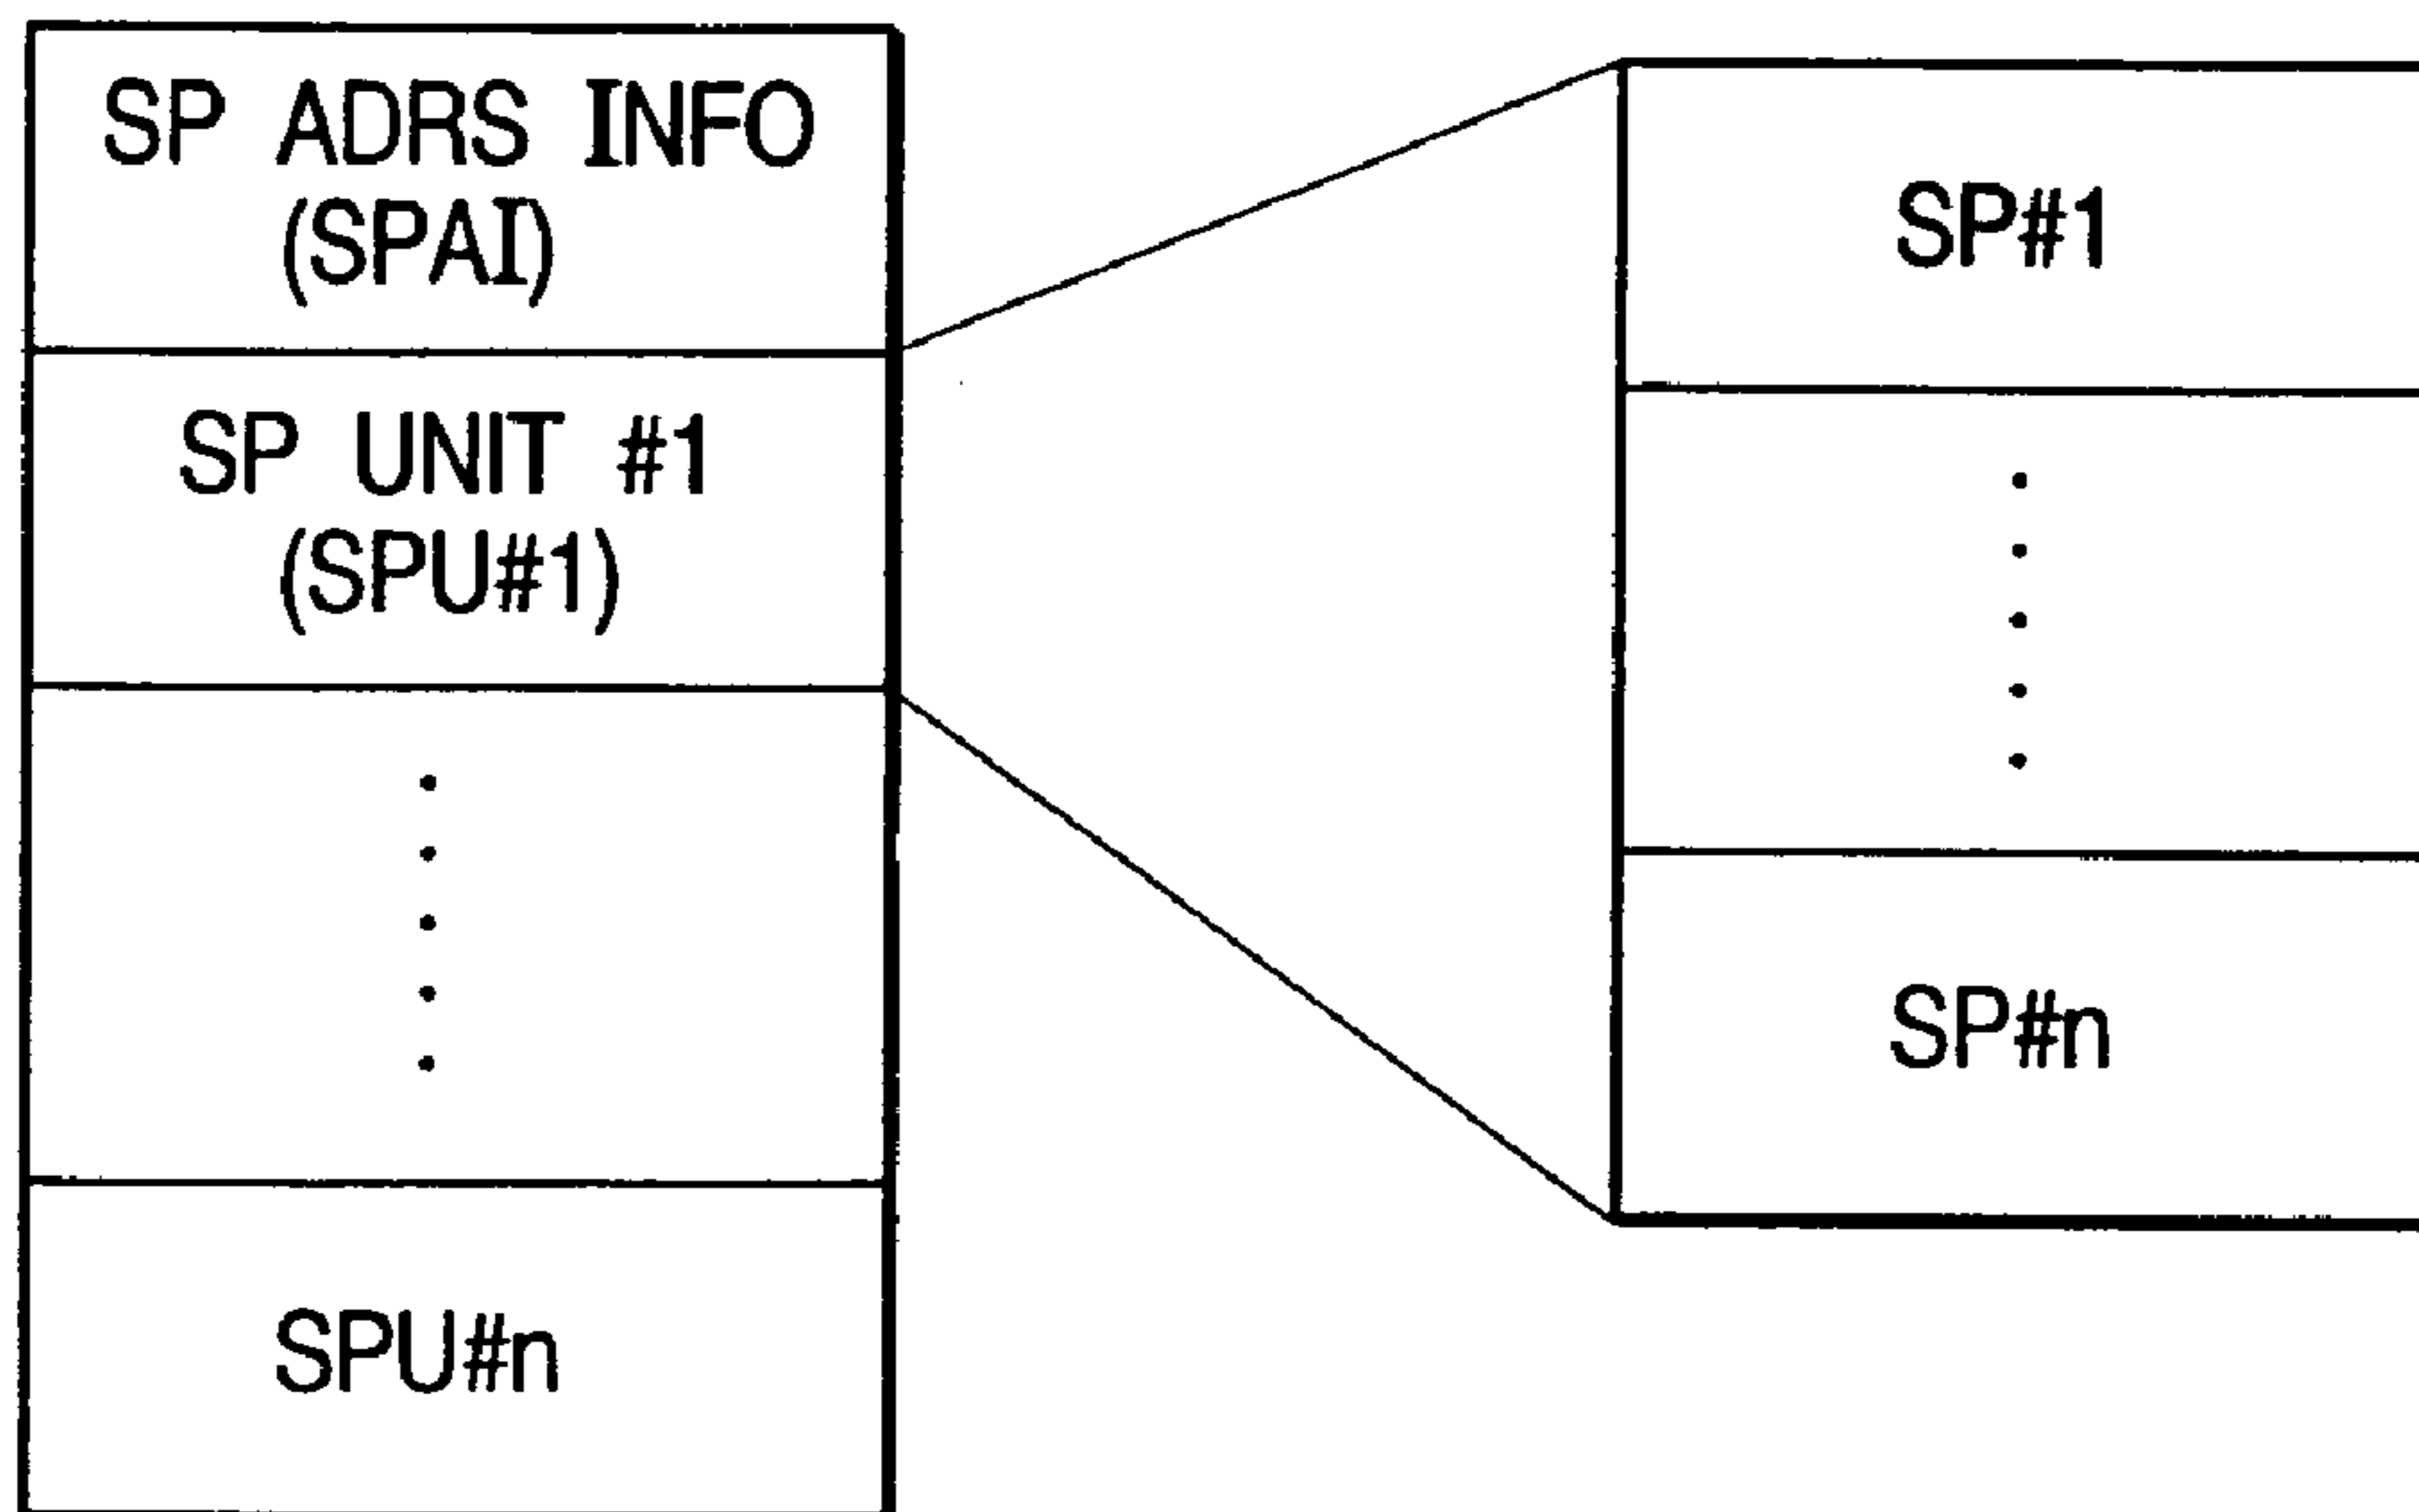 SP ADRS INFO
(SPAI)
SP UNIT #1
(SPU#1)
SPU#n
SP#1
SP#n